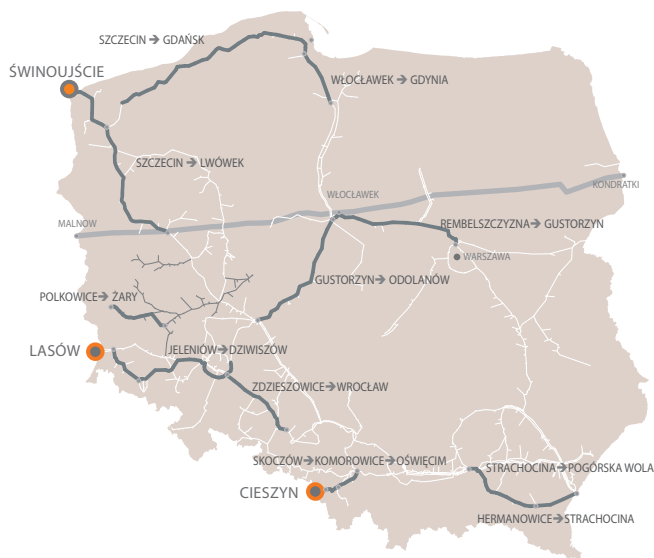 SZCZECIN ➔ GDAŃSK
ŚWINOUJŚCIE
WŁOCŁAWEK ➔ GDYNIA
SZCZECIN ➔ LWÓWEK
KONDRATKI
WŁOCŁAWEK
MALNOW
REMBELSZCZYZNA ➔ GUSTORZYN
WARSZAWA
GUSTORZYN ➔ ODOLANÓW
POLKOWICE ➔ ŻARY
LASÓW
JELENIÓW ➔ DZIWISZÓW
ZDZIESZOWICE ➔ WROCŁAW
SKOCZÓW ➔ KOMOROWICE ➔ OŚWIĘCIM
STRACHOCINA ➔ POGÓRSKA WOLA
CIESZYN
HERMANOWICE ➔ STRACHOCINA